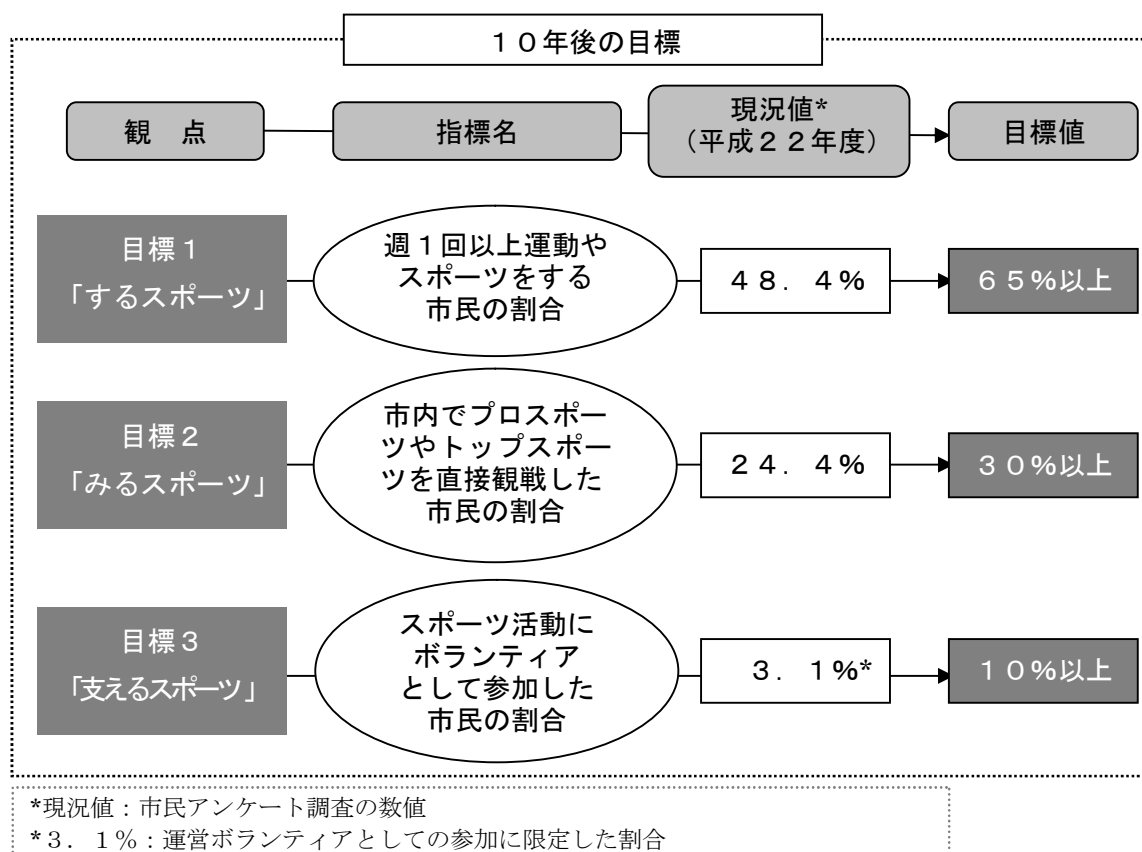 １０年後の目標
観　点
指標名
現況値*
（平成２２年度）
目標値
目標１
「するスポーツ」
週１回以上運動や
スポーツをする
市民の割合
４８．４％
６５％以上
目標２
「みるスポーツ」
市内でプロスポー
ツやトップスポー
ツを直接観戦した
市民の割合
２４．４％
３０％以上
目標３
「支えるスポーツ」
スポーツ活動に
ボランティア
として参加した
市民の割合
３．１％*
１０％以上
*現況値：市民アンケート調査の数値
*３．１％：運営ボランティアとしての参加に限定した割合